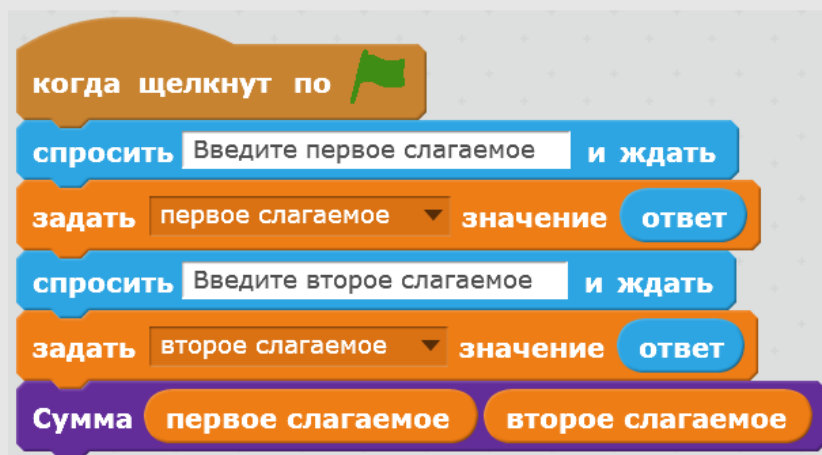 когда щелкнут по
спросить Введите первое слагаемое и ждать
задать первое слагаемое значение ответ
спросить Введите второе слагаемое и ждать
задать второе слагаемое значение ответ
Сумма первое слагаемое второе слагаемое